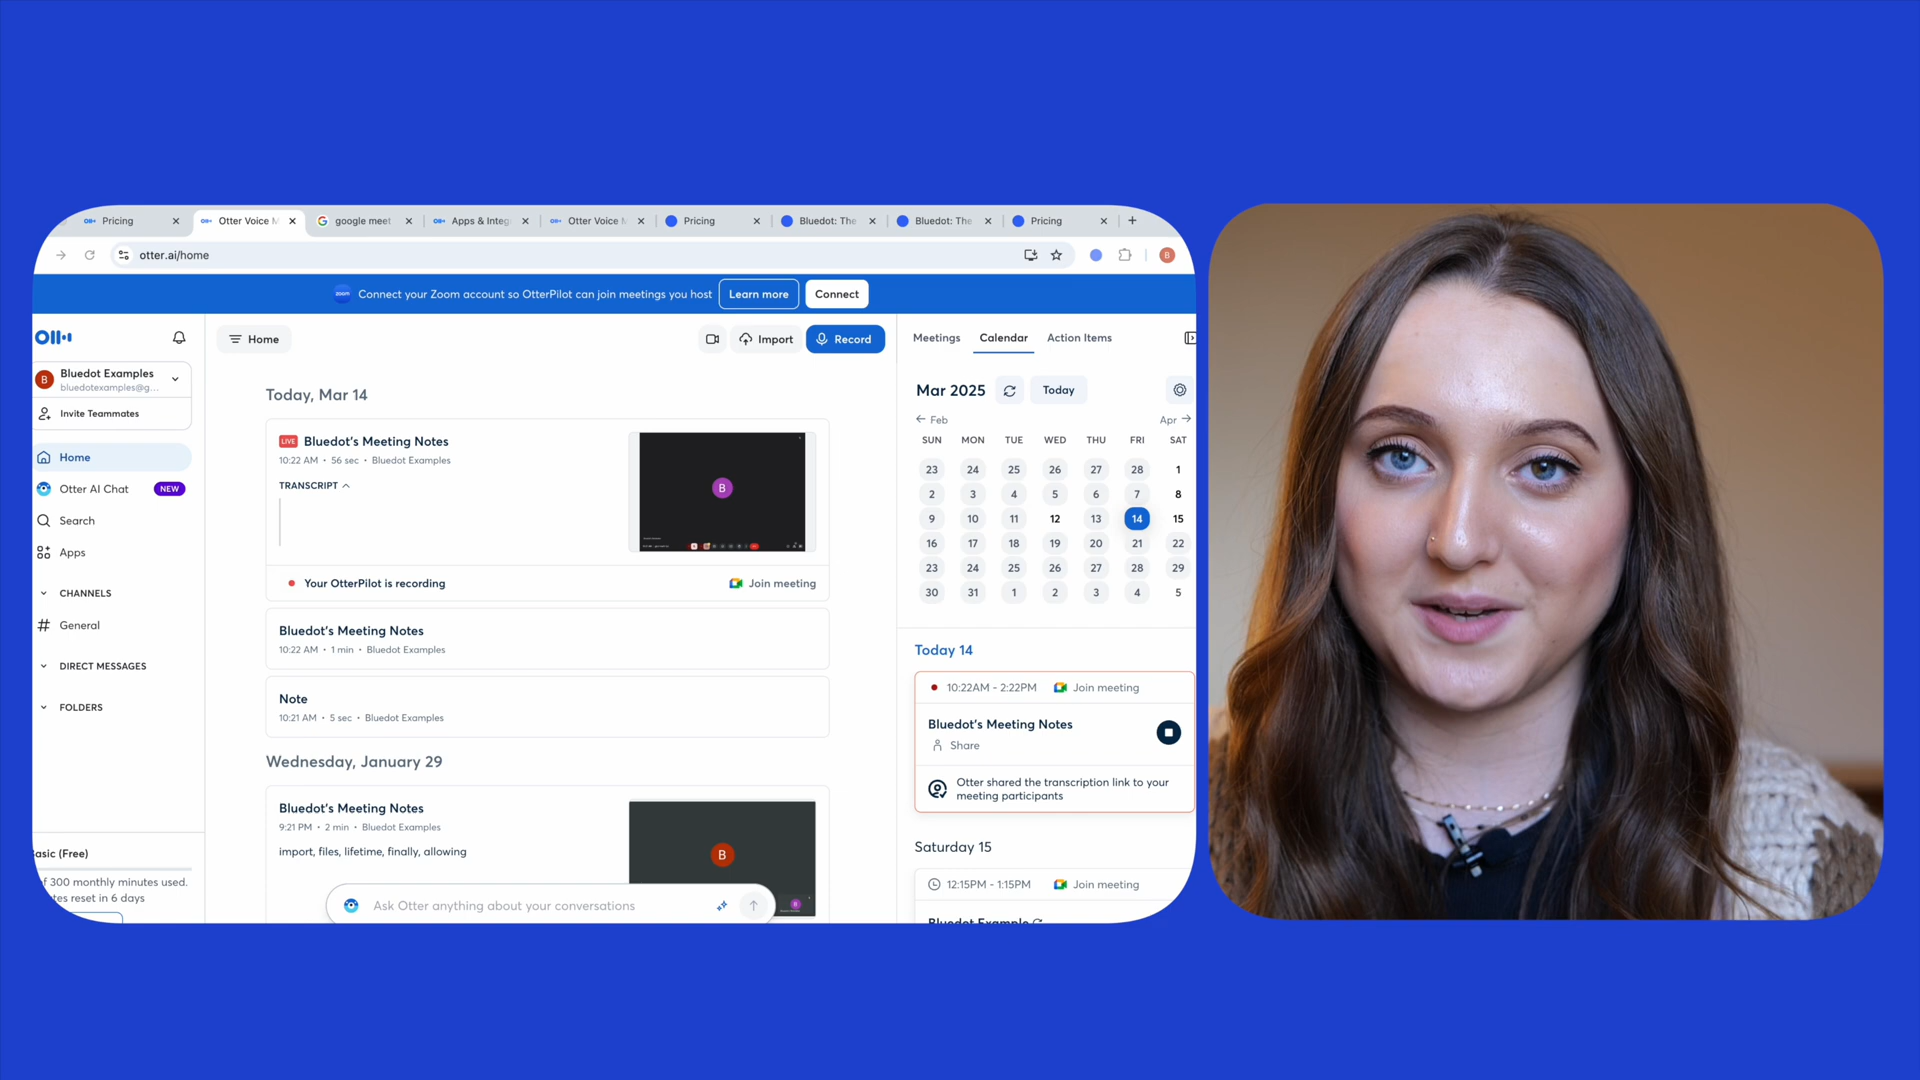 Pricing
Otter Voice M
google meet
Apps & Integ
Otter Voice M
Pricing
Bluedot: The
Bluedot: The
Pricing
otter.ai/home
B
zoom Connect your Zoom account so OtterPilot can join meetings you host
Learn more
Connect
Bluedot Examples
bluedotexamples@g...
B
Invite Teammates
Home
Otter AI Chat
NEW
Search
Apps
CHANNELS
General
DIRECT MESSAGES
FOLDERS
asic (Free)
f 300 monthly minutes used.
tes reset in 6 days
Home
Import
Record
Today, Mar 14
LIVE Bluedot's Meeting Notes
10:22 AM • 56 sec • Bluedot Examples
TRANSCRIPT
B
Your OtterPilot is recording
Join meeting
Bluedot's Meeting Notes
10:22 AM • 1 min • Bluedot Examples
Note
10:21 AM • 5 sec • Bluedot Examples
Wednesday, January 29
Bluedot's Meeting Notes
9:21 PM • 2 min • Bluedot Examples
import, files, lifetime, finally, allowing
B
B
Ask Otter anything about your conversations
Meetings
Calendar
Action Items
Mar 2025
Today
Feb
Apr
SUN MON TUE WED THU FRI SAT
23 24 25 26 27 28 1
2 3 4 5 6 7 8
9 10 11 12 13 14 15
16 17 18 19 20 21 22
23 24 25 26 27 28 29
30 31 1 2 3 4 5
Today 14
10:22AM - 2:22PM
Join meeting
Bluedot's Meeting Notes
Share
Otter shared the transcription link to your
meeting participants
Saturday 15
12:15PM - 1:15PM
Join meeting
Bluedot Example